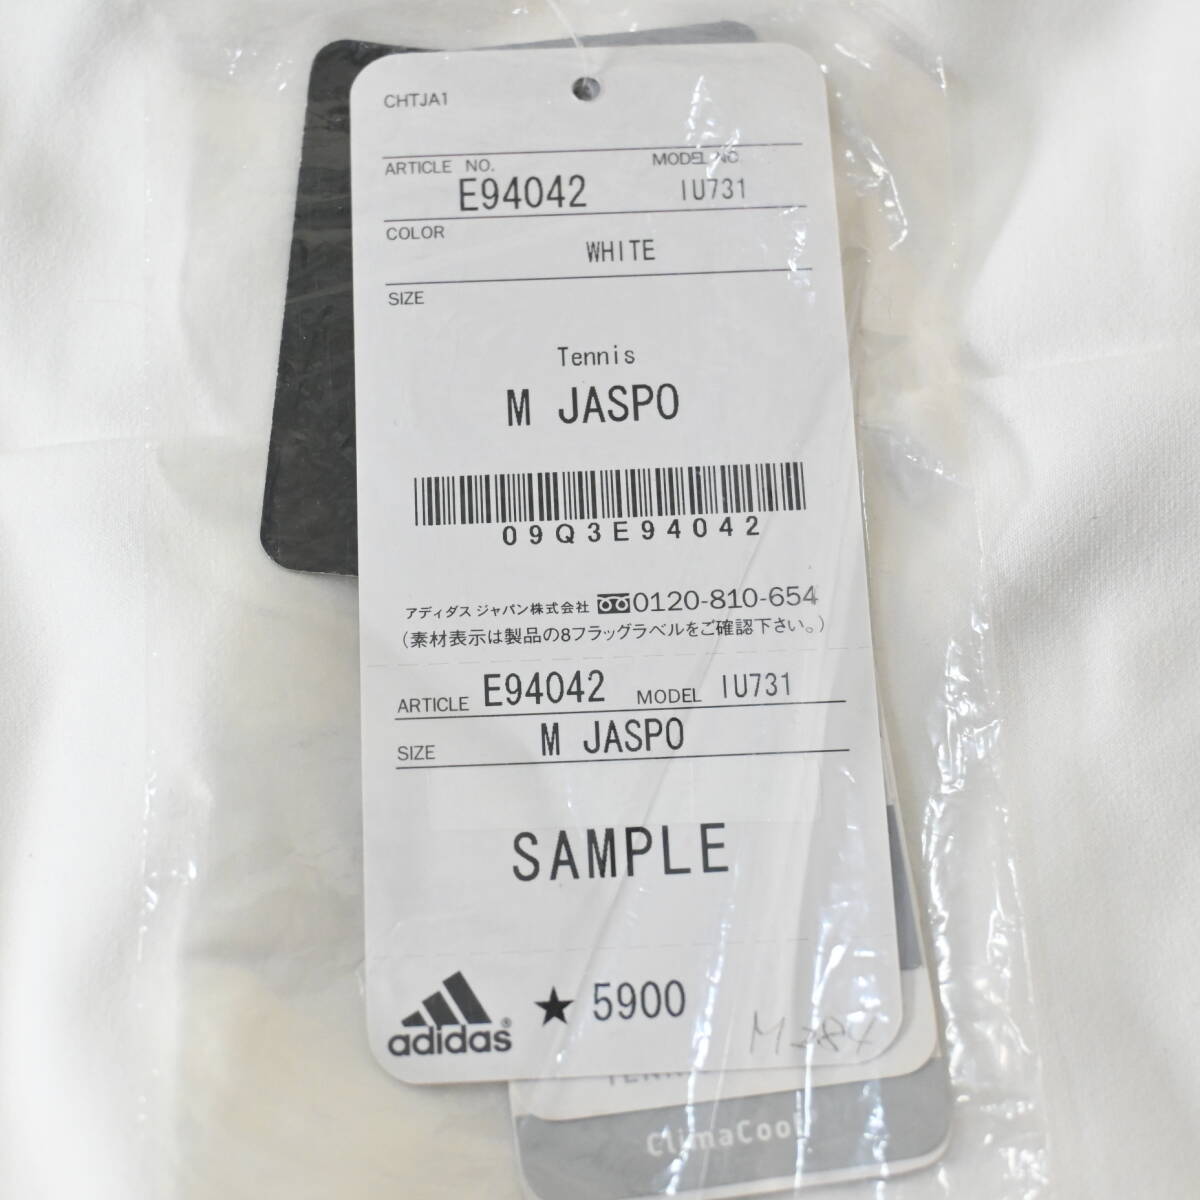 CHTJA1
ARTICLE NO. MODEL NO.
E94042 IU731
COLOR
WHITE
SIZE
Tennis
M JASPO
09Q3E94042
アディダス ジャパン株式会社 0120-810-654
(素材表示は製品の8フラッグラベルをご確認下さい。)
ARTICLE E94042 MODEL IU731
SIZE M JASPO
SAMPLE
adidas® ★ 5900
ClimaCool